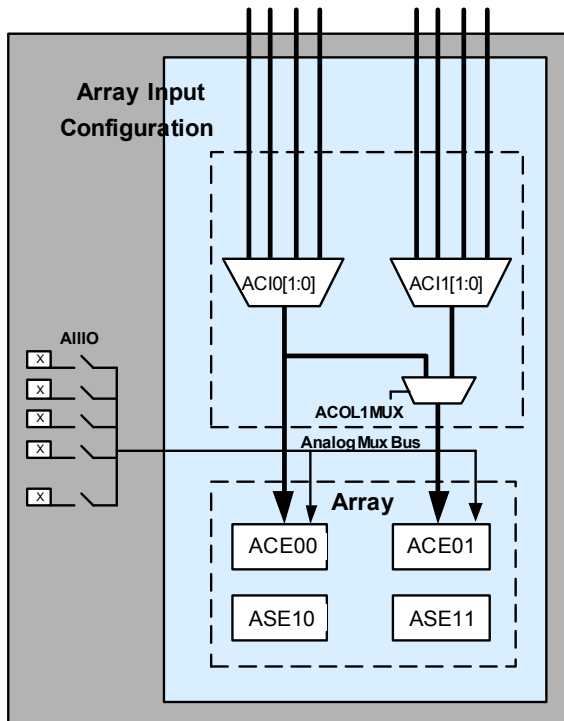 Array Input
Configuration
ACI0[1:0]
ACI1[1:0]
AIIIO
X
X
X
X
X
ACOL1MUX
Analog Mux Bus
Array
ACE00
ACE01
ASE10
ASE11